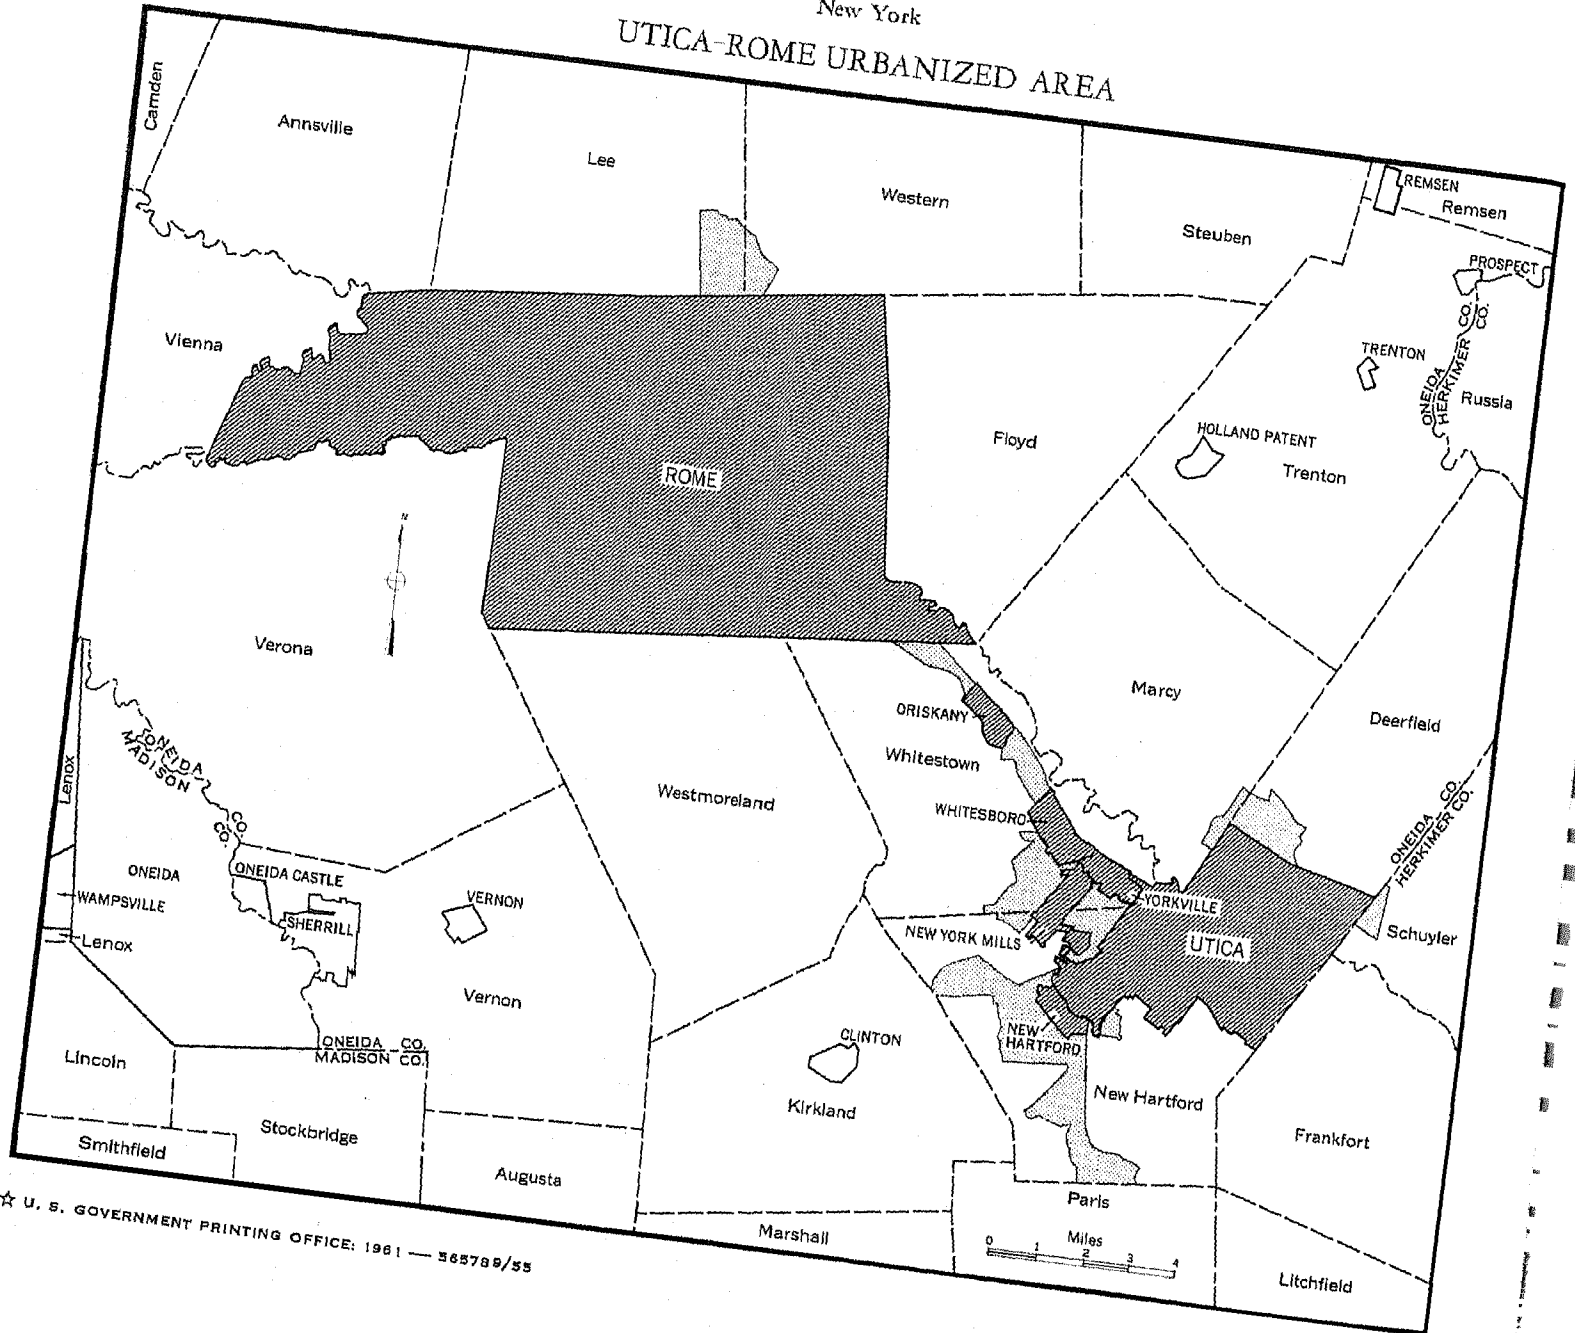 New York
UTICA-ROME URBANIZED AREA
Camden
Annsville
Lee
Western
Steuben
REMSEN
Remsen
PROSPECT
Vienna
TRENTON
ONEIDA CO.
HERKIMER CO.
Russia
Floyd
HOLLAND PATENT
Trenton
ROME
N
Verona
Marcy
Deerfield
ORISKANY
Whitestown
ONEIDA CO.
MADISON CO.
Lenox
Westmoreland
WHITESBORO
ONEIDA CO.
HERKIMER CO.
ONEIDA
ONEIDA CASTLE
WAMPSVILLE
VERNON
SHERRILL
YORKVILLE
Lenox
NEW YORK MILLS
UTICA
Schuyler
Vernon
NEW
HARTFORD
CLINTON
ONEIDA CO.
MADISON CO.
Lincoln
New Hartford
Kirkland
Stockbridge
Frankfort
Smithfield
Augusta
Paris
Marshall
Miles
0 1 2 3 4
Litchfield
☆ U. S. GOVERNMENT PRINTING OFFICE: 1961 — 565789/55